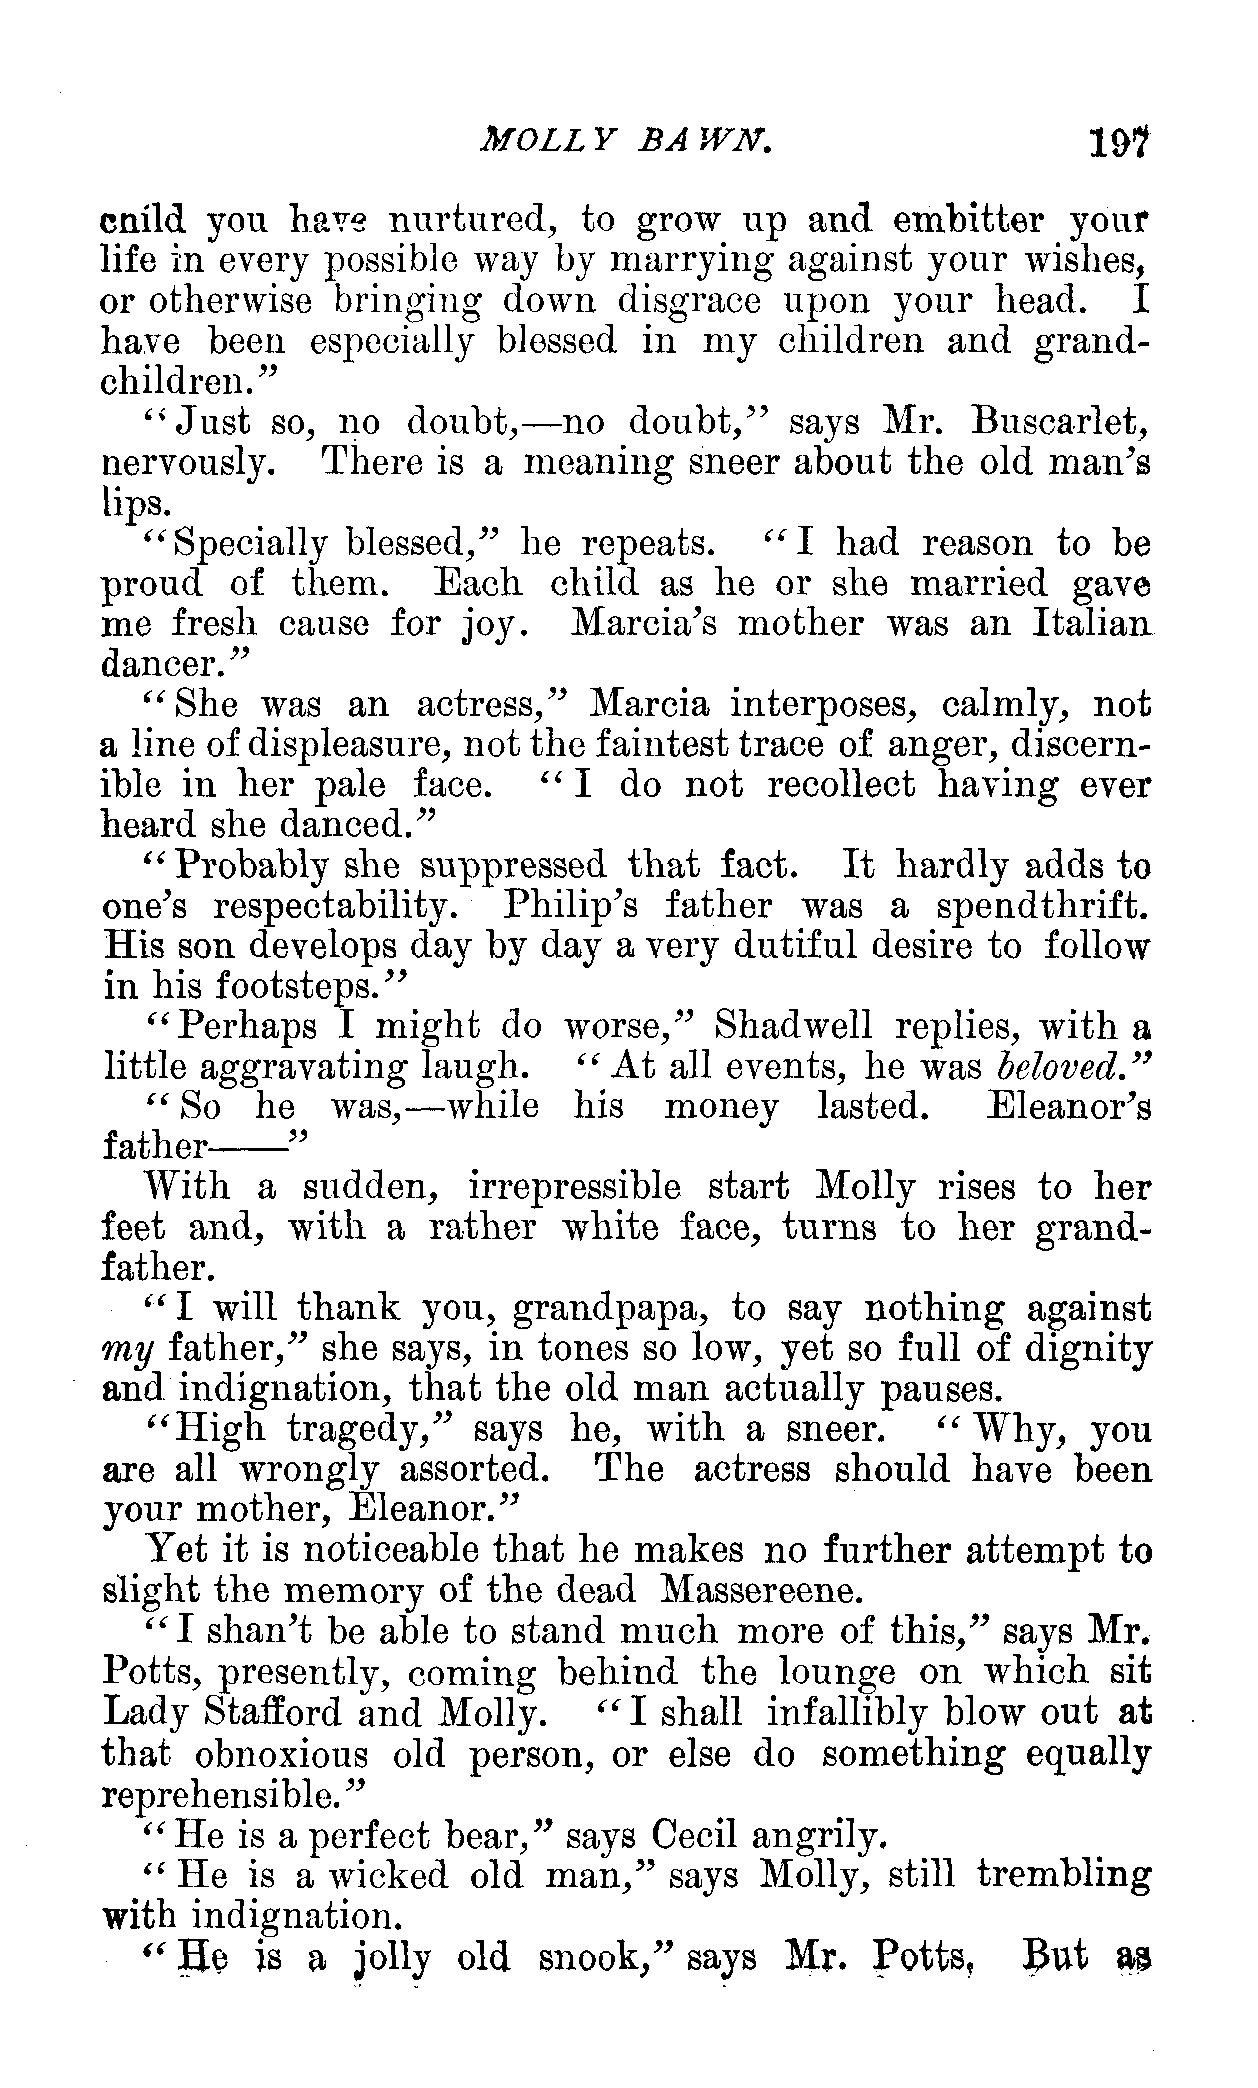 MOLLY BAWN. 197
child you have nurtured, to grow up and embitter your
life in every possible way by marrying against your wishes,
or otherwise bringing down disgrace upon your head. I
have been especially blessed in my children and grand-
children."
"Just so, no doubt,—no doubt," says Mr. Buscarlet,
nervously. There is a meaning sneer about the old man's
lips.
"Specially blessed," he repeats. "I had reason to be
proud of them. Each child as he or she married gave
me fresh cause for joy. Marcia's mother was an Italian
dancer."
"She was an actress," Marcia interposes, calmly, not
a line of displeasure, not the faintest trace of anger, discern-
ible in her pale face. "I do not recollect having ever
heard she danced."
"Probably she suppressed that fact. It hardly adds to
one's respectability. Philip's father was a spendthrift.
His son develops day by day a very dutiful desire to follow
in his footsteps."
"Perhaps I might do worse," Shadwell replies, with a
little aggravating laugh. "At all events, he was beloved."
"So he was,—while his money lasted. Eleanor's
father——"
With a sudden, irrepressible start Molly rises to her
feet and, with a rather white face, turns to her grand-
father.
"I will thank you, grandpapa, to say nothing against
my father," she says, in tones so low, yet so full of dignity
and indignation, that the old man actually pauses.
"High tragedy," says he, with a sneer. "Why, you
are all wrongly assorted. The actress should have been
your mother, Eleanor."
Yet it is noticeable that he makes no further attempt to
slight the memory of the dead Massereene.
"I shan't be able to stand much more of this," says Mr.
Potts, presently, coming behind the lounge on which sit
Lady Stafford and Molly. "I shall infallibly blow out at
that obnoxious old person, or else do something equally
reprehensible."
"He is a perfect bear," says Cecil angrily.
"He is a wicked old man," says Molly, still trembling
with indignation.
"He is a jolly old snook," says Mr. Potts, But as